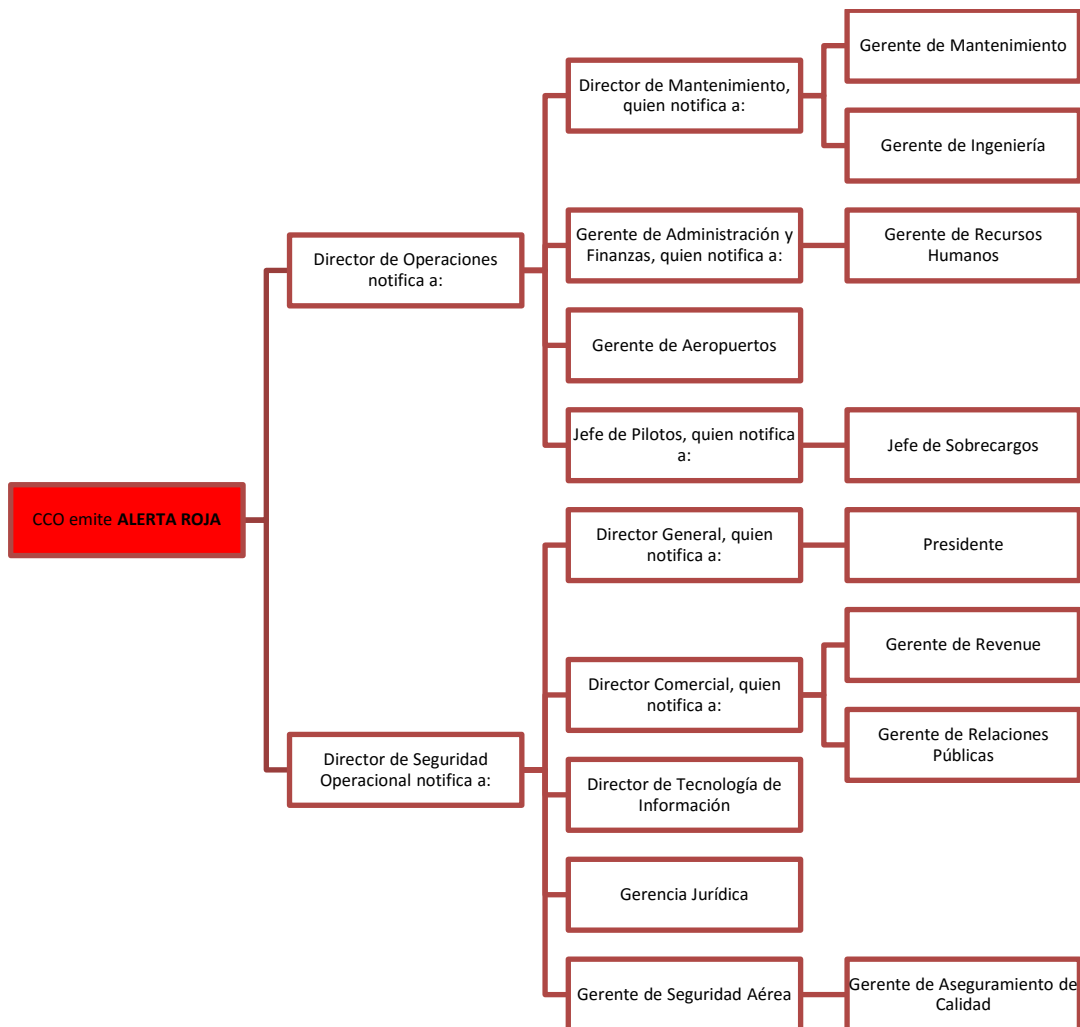 Gerente de Mantenimiento
Director de Mantenimiento,
quien notifica a:
Gerente de Ingeniería
Gerente de Administración y
Finanzas, quien notifica a:
Gerente de Recursos
Humanos
Director de Operaciones
notifica a:
Gerente de Aeropuertos
Jefe de Pilotos, quien notifica
a:
Jefe de Sobrecargos
CCO emite ALERTA ROJA
Director General, quien
notifica a:
Presidente
Gerente de Revenue
Director Comercial, quien
notifica a:
Gerente de Relaciones
Públicas
Director de Seguridad
Operacional notifica a:
Director de Tecnología de
Información
Gerencia Jurídica
Gerente de Seguridad Aérea
Gerente de Aseguramiento de
Calidad